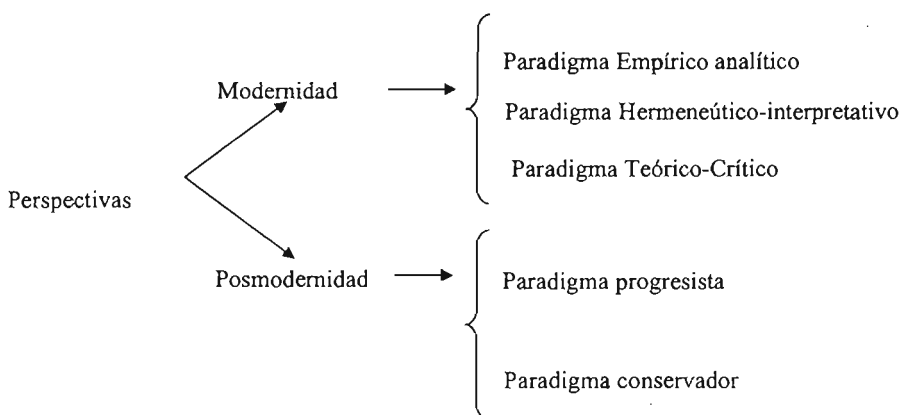 Paradigma Empírico analítico
Modernidad
Paradigma Hermeneútico-interpretativo
Paradigma Teórico-Crítico
Perspectivas
Posmodernidad
Paradigma progresista
Paradigma conservador